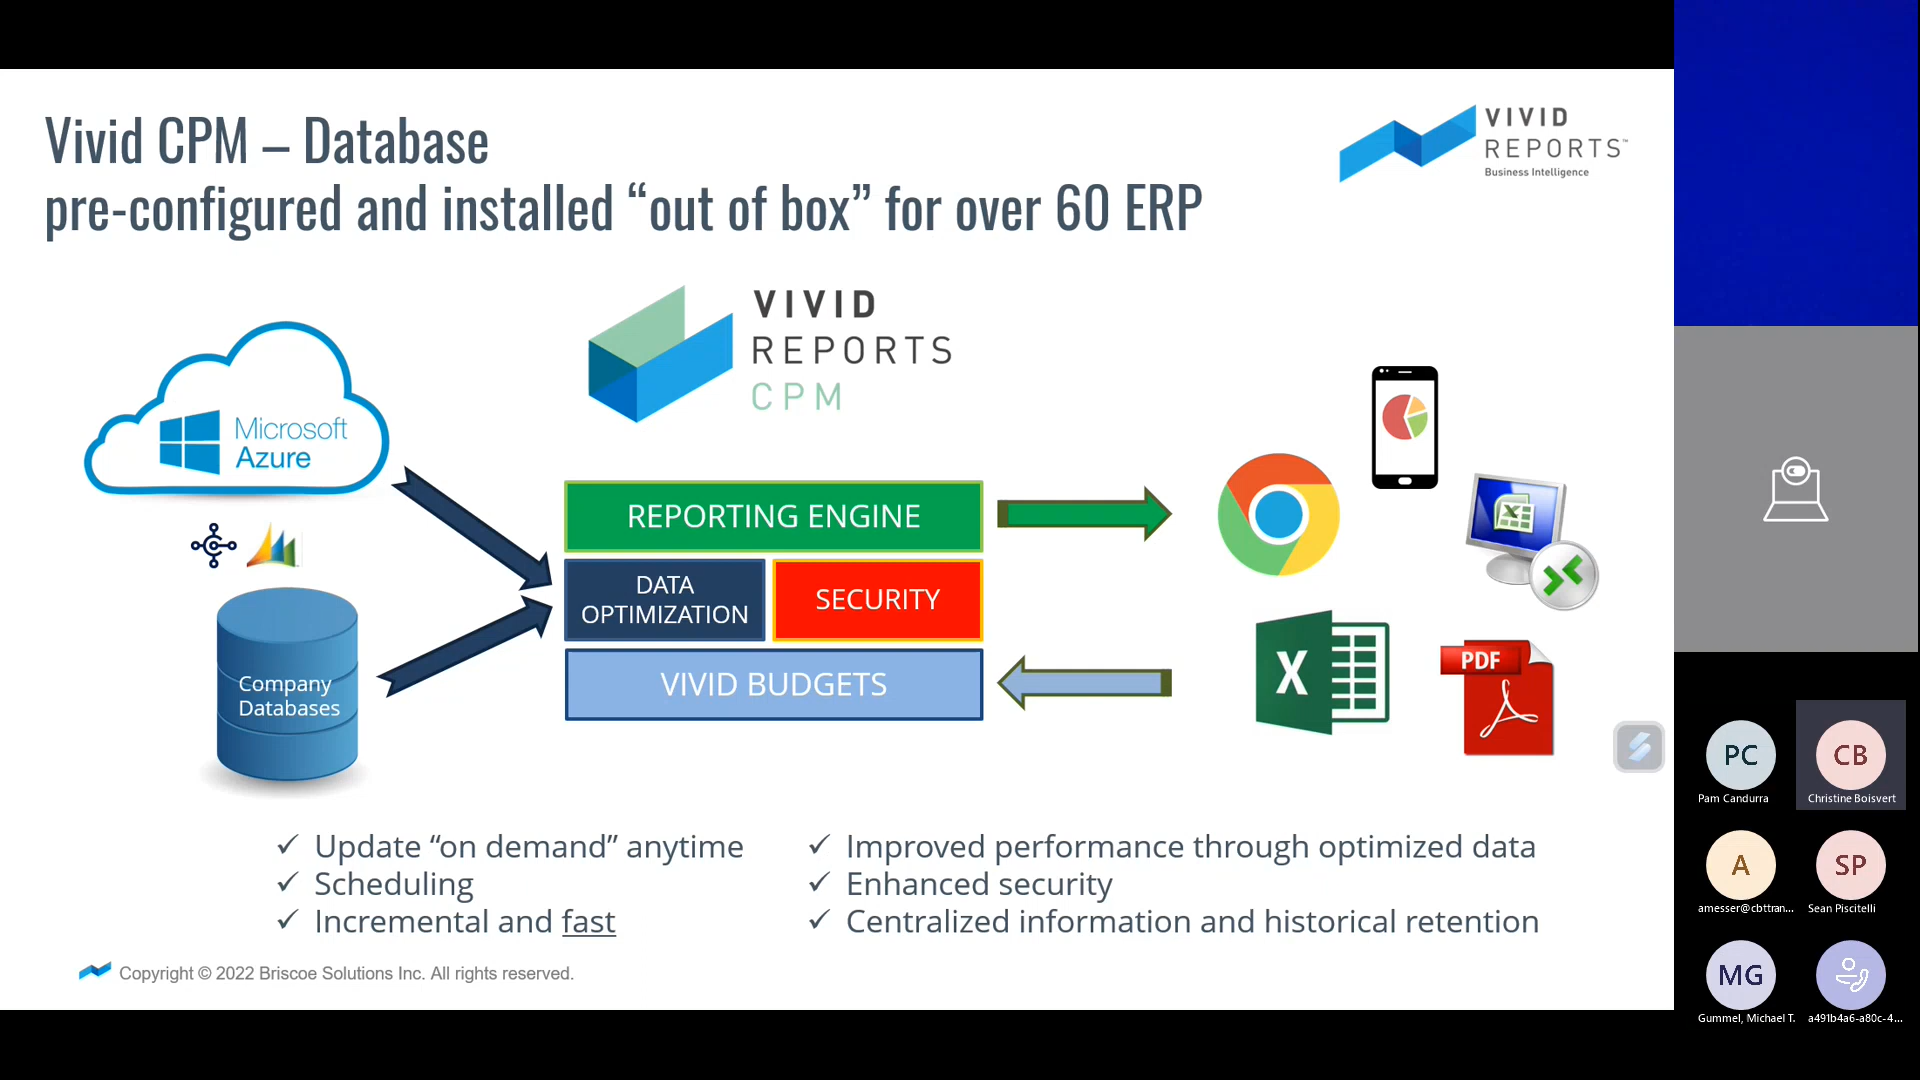 Vivid CPM – Database
pre-configured and installed “out of box” for over 60 ERP
VIVID
REPORTS™
Business Intelligence
VIVID
REPORTS
CPM
Microsoft
Azure
REPORTING ENGINE
DATA
OPTIMIZATION
SECURITY
Company
Databases
VIVID BUDGETS
X
X
PDF
✓ Update “on demand” anytime
✓ Scheduling
✓ Incremental and fast
✓ Improved performance through optimized data
✓ Enhanced security
✓ Centralized information and historical retention
Copyright © 2022 Briscoe Solutions Inc. All rights reserved.
PC
Pam Candurra
CB
Christine Boisvert
A
amesser@cbttran...
SP
Sean Piscitelli
MG
Gummel, Michael T.
a491b4a6-a80c-4...